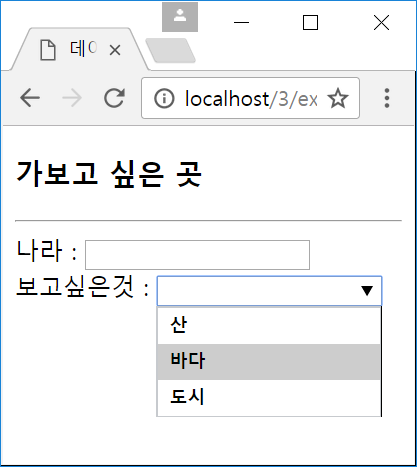 데이
localhost/3/ex
가보고 싶은 곳
나라 :
보고싶은것 :
산
바다
도시